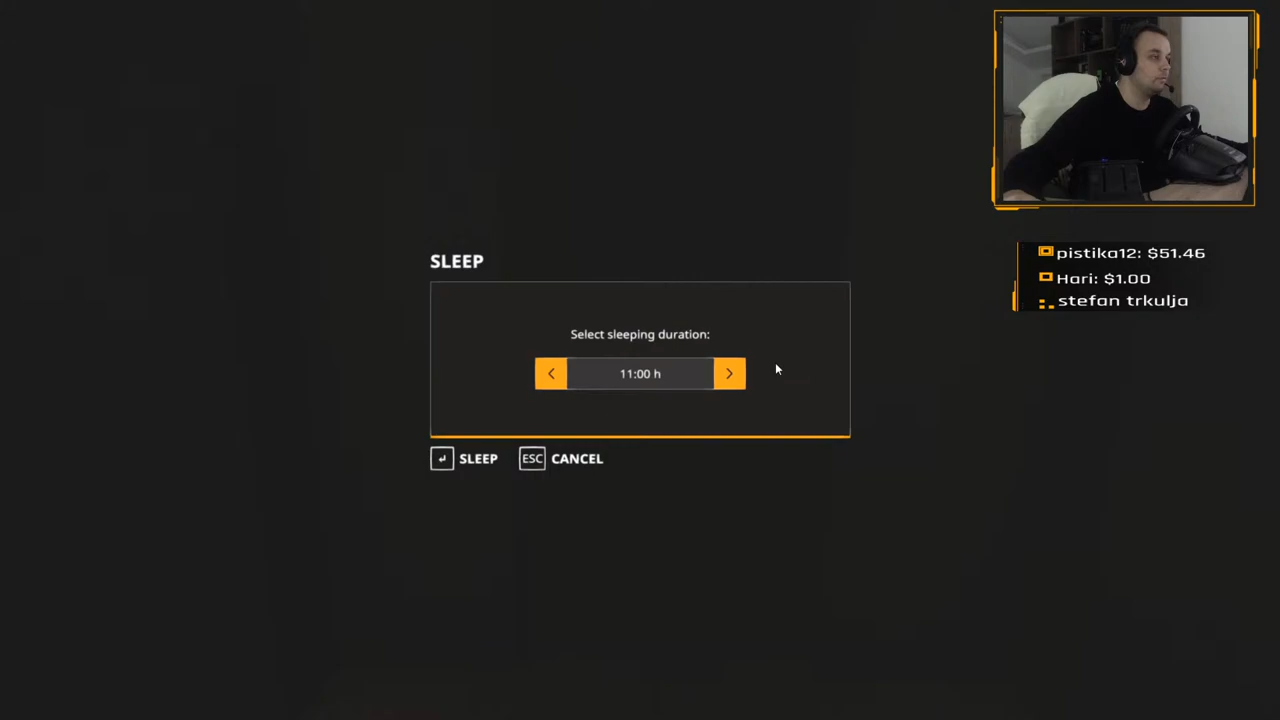 SLEEP
Select sleeping duration:
11:00 h
SLEEP ESC CANCEL
pistika12: $51.46
Hari: $1.00
stefan trkulja